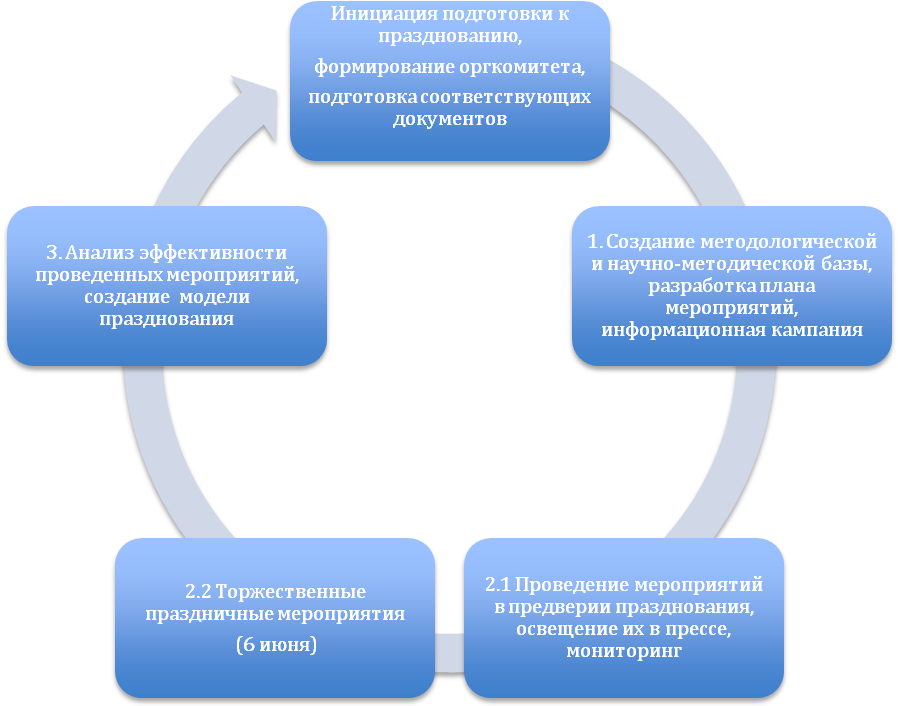 Инициация подготовки к
празднованию,
формирование оргкомитета,
подготовка соответствующих
документов
1. Создание методологической
и научно-методической базы,
разработка плана
мероприятий,
информационная кампания
2.1 Проведение мероприятий
в предверии празднования,
освещение их в прессе,
мониторинг
2.2 Торжественные
праздничные мероприятия
(6 июня)
3. Анализ эффективности
проведенных мероприятий,
создание модели
празднования